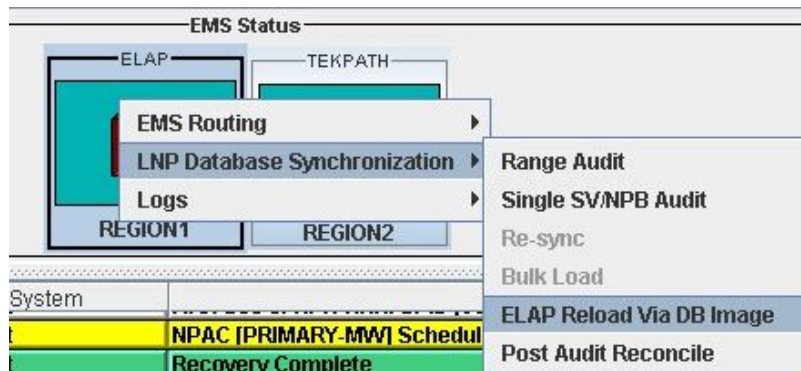 EMS Status
ELAP
TEKPATH
EMS Routing
LNP Database Synchronization
Logs
Range Audit
Single SV/NPB Audit
Re-sync
Bulk Load
ELAP Reload Via DB Image
Post Audit Reconcile
REGION1
REGION2
System
NPAC [PRIMARY-MW] Schedul
Recovery Complete